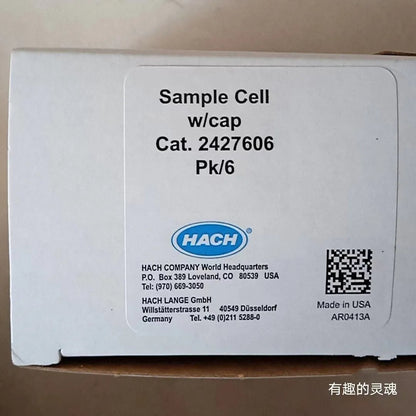 Sample Cell
w/cap
Cat. 2427606
Pk/6
HACH
HACH COMPANY World Headquarters
P.O. Box 389 Loveland, CO 80539 USA
Tel: (970) 669-3050
HACH LANGE GmbH
Willstätterstrasse 11 40549 Düsseldorf
Germany Tel. +49 (0)211 5288-0
Made in USA
AR0413A
有趣的灵魂